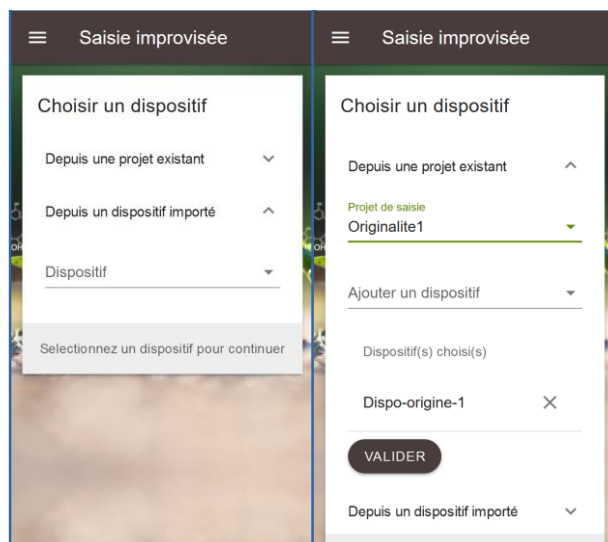 Saisie improvisée
Choisir un dispositif
Depuis une projet existant
Depuis un dispositif importé
Dispositif
Selectionnez un dispositif pour continuer
Saisie improvisée
Choisir un dispositif
Depuis une projet existant
Projet de saisie
Originalite1
Ajouter un dispositif
Dispositif(s) choisi(s)
Dispo-origine-1
VALIDER
Depuis un dispositif importé